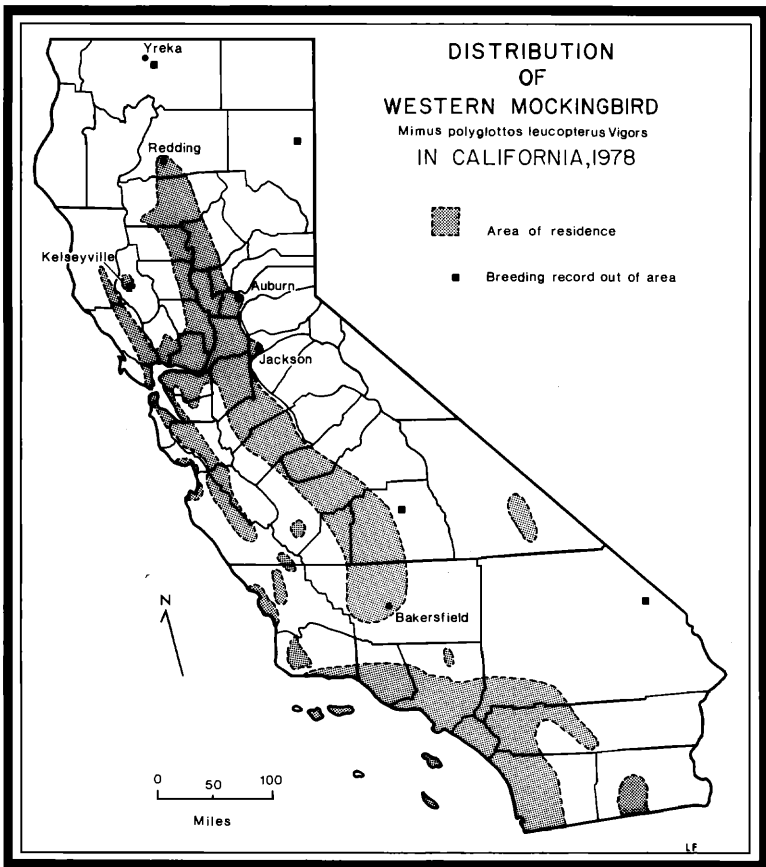 DISTRIBUTION
OF
WESTERN MOCKINGBIRD
Mimus polyglottos leucopterus Vigors
IN CALIFORNIA, 1978
Area of residence
Breeding record out of area
Yreka
Redding
Kelseyville
Auburn
Jackson
Bakersfield
N
0 50 100
Miles
LF